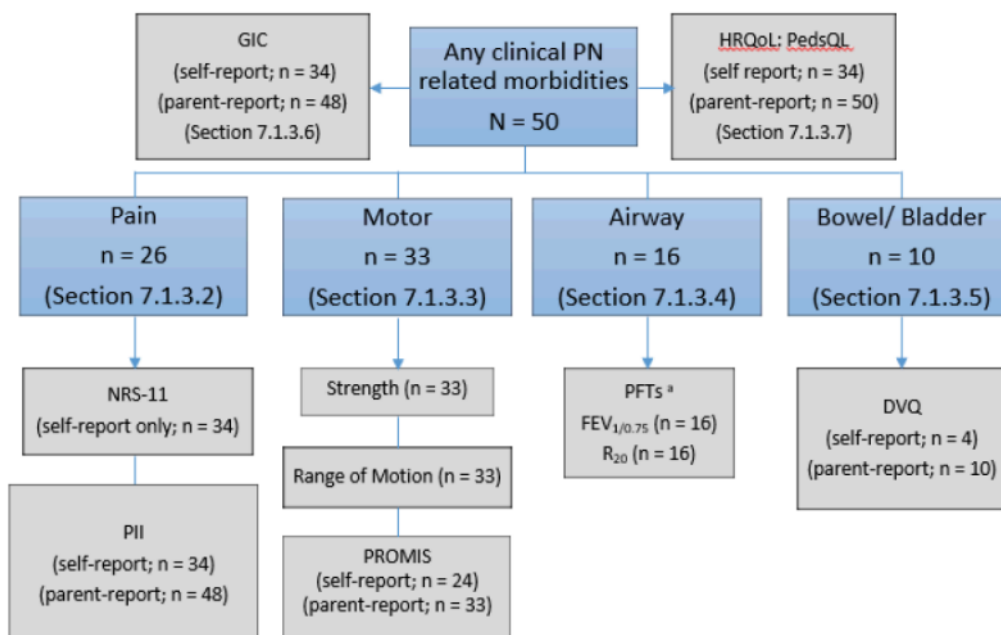 GIC
(self-report; n = 34)
(parent-report; n = 48)
(Section 7.1.3.6)
Any clinical PN
related morbidities
N = 50
HRQoL: PedsQL
(self report; n = 34)
(parent-report; n = 50)
(Section 7.1.3.7)
Pain
n = 26
(Section 7.1.3.2)
Motor
n = 33
(Section 7.1.3.3)
Airway
n = 16
(Section 7.1.3.4)
Bowel/ Bladder
n = 10
(Section 7.1.3.5)
NRS-11
(self-report only; n = 34)
PII
(self-report; n = 34)
(parent-report; n = 48)
Strength (n = 33)
Range of Motion (n = 33)
PROMIS
(self-report; n = 24)
(parent-report; n = 33)
PFTs ᵃ
FEV₁/₀.₇₅ (n = 16)
R₂₀ (n = 16)
DVQ
(self-report; n = 4)
(parent-report; n = 10)